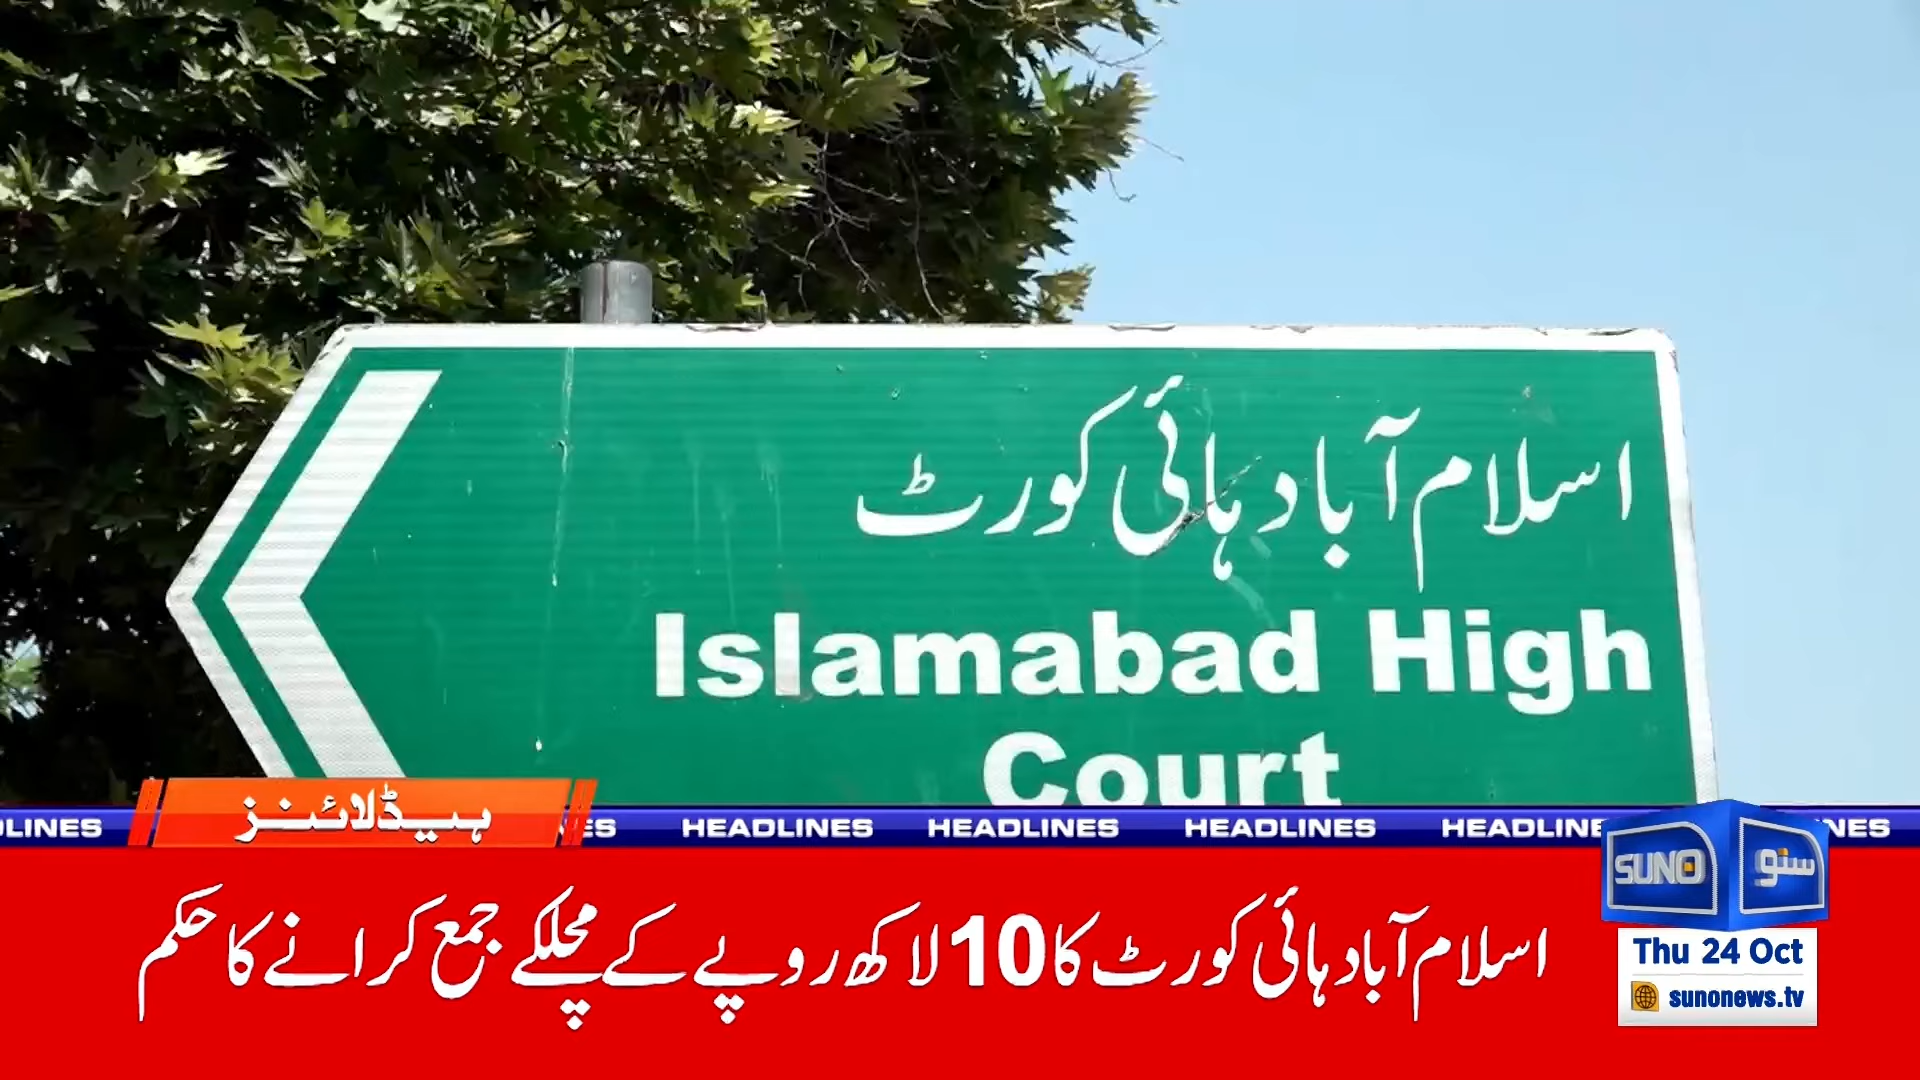 اسلام آباد ہائی کورٹ
Islamabad High
Court
ہیڈلائنز
LINES ES HEADLINES HEADLINES HEADLINES HEADLINE NES
SUNO سنو
اسلام آباد ہائی کورٹ کا 10 لاکھ روپے کے مچلکے جمع کرانے کا حکم
Thu 24 Oct
sunonews.tv